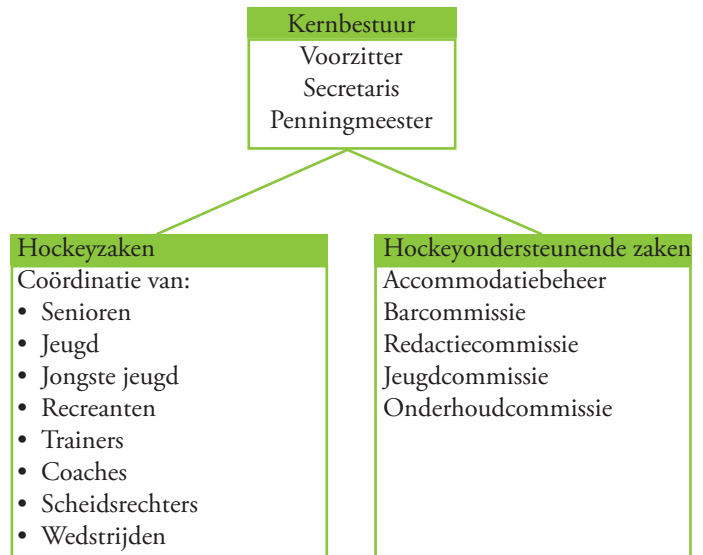 Kernbestuur
Voorzitter
Secretaris
Penningmeester
Hockeyzaken
Coördinatie van:
• Senioren
• Jeugd
• Jongste jeugd
• Recreanten
• Trainers
• Coaches
• Scheidsrechters
• Wedstrijden
Hockeyondersteunende zaken
Accommodatiebeheer
Barcommissie
Redactiecommissie
Jeugdcommissie
Onderhoudcommissie